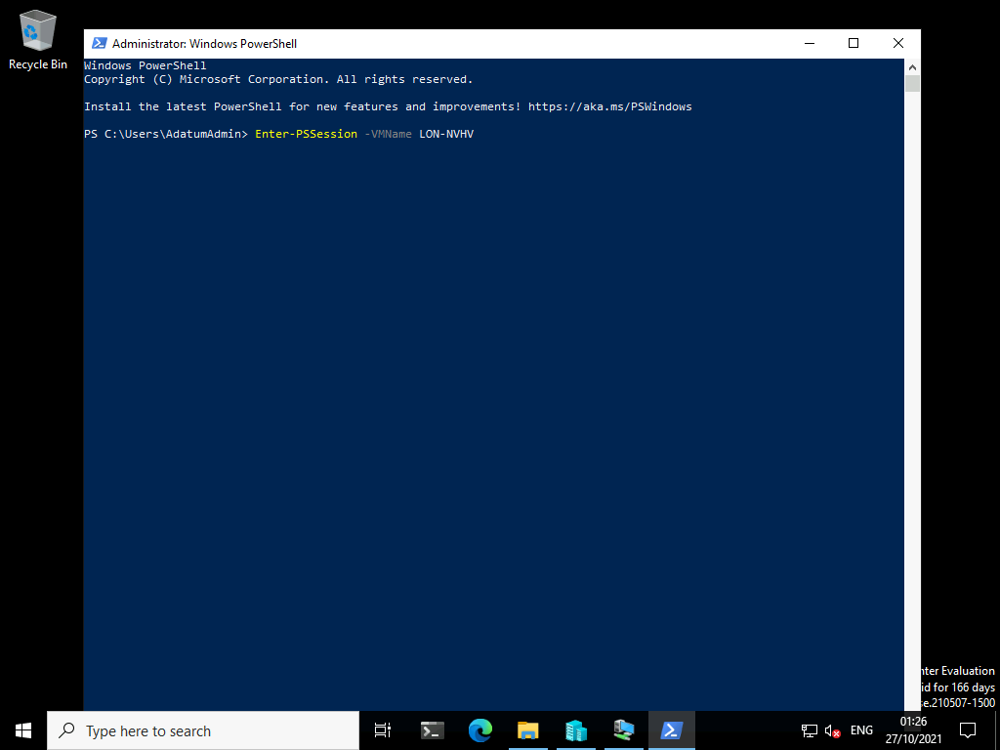 Recycle Bin
Administrator: Windows PowerShell
Windows PowerShell
Copyright (C) Microsoft Corporation. All rights reserved.
Install the latest PowerShell for new features and improvements! https://aka.ms/PSWindows
PS C:\Users\AdatumAdmin> Enter-PSSession -VMName LON-NVHV
Evaluation
for 166 days
210507-1500
Type here to search
ENG
01:26
27/10/2021